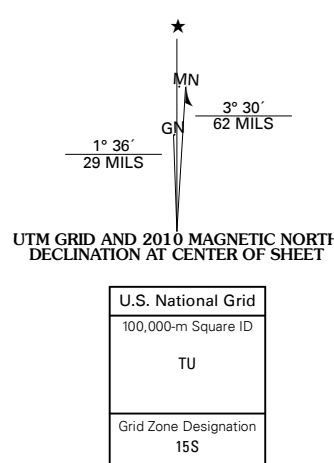 ★
MN
3° 30´
62 MILS
GN
1° 36´
29 MILS
UTM GRID AND 2010 MAGNETIC NORTH
DECLINATION AT CENTER OF SHEET
U.S. National Grid
100,000-m Square ID
TU
Grid Zone Designation
15S